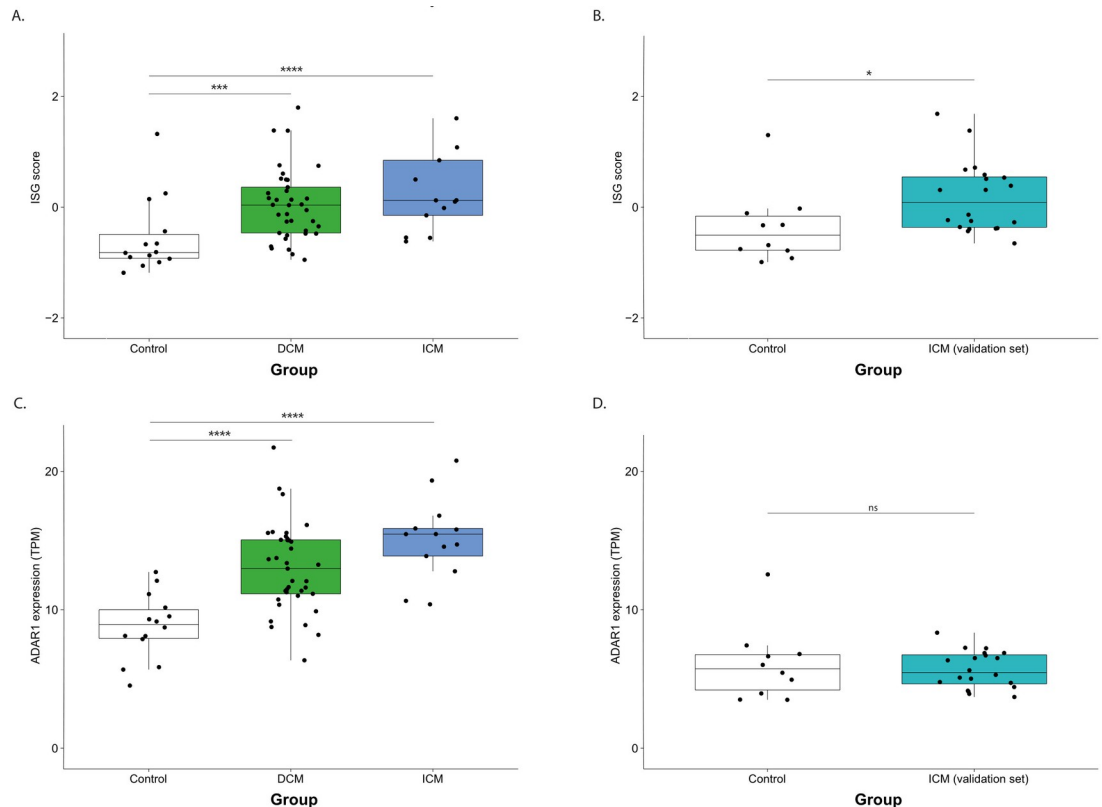 A.
B.
****
***
*
2
0
−2
ISG score
Control
DCM
ICM
Group
2
0
−2
ISG score
Control
ICM (validation set)
Group
C.
D.
****
****
ns
20
10
0
ADAR1 expression (TPM)
Control
DCM
ICM
Group
20
10
0
ADAR1 expression (TPM)
Control
ICM (validation set)
Group